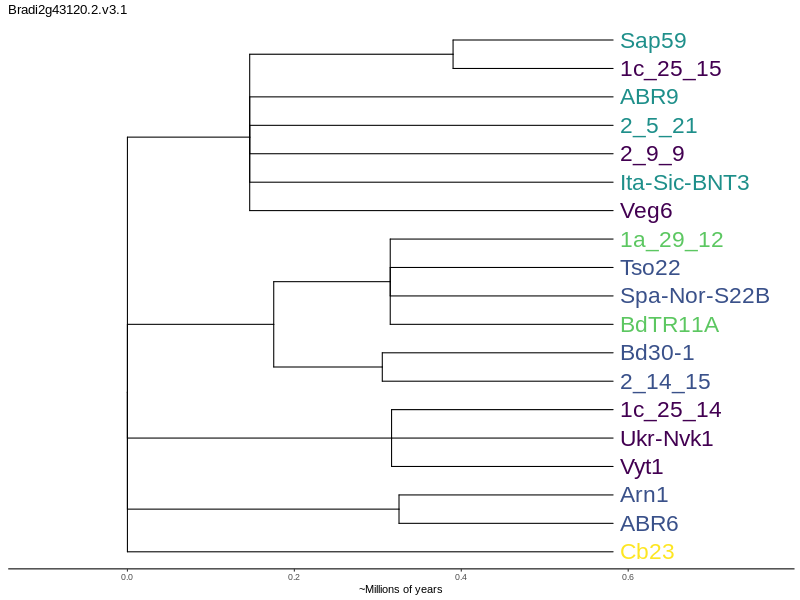 Bradi2g43120.2.v3.1
Sap59
1c_25_15
ABR9
2_5_21
2_9_9
Ita-Sic-BNT3
Veg6
1a_29_12
Tso22
Spa-Nor-S22B
BdTR11A
Bd30-1
2_14_15
1c_25_14
Ukr-Nvk1
Vyt1
Arn1
ABR6
Cb23
0.0 0.2 0.4 0.6
~Millions of years